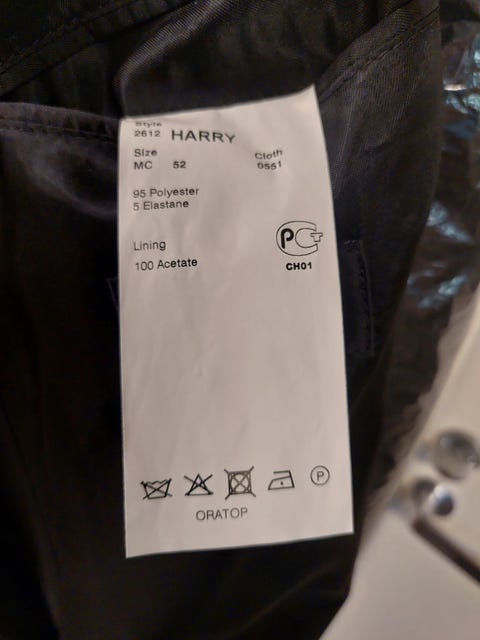 Style
2612 HARRY
Size Cloth
MC 52 0551
95 Polyester
5 Elastane
Lining
100 Acetate
PCT
CH01
P
ORATOP